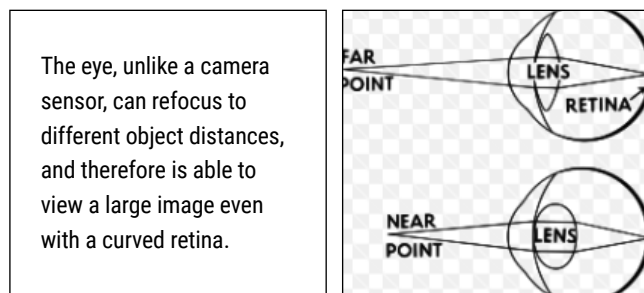 The eye, unlike a camera
sensor, can refocus to
different object distances,
and therefore is able to
view a large image even
with a curved retina.
FAR
POINT
LENS
RETINA
NEAR
POINT
LENS